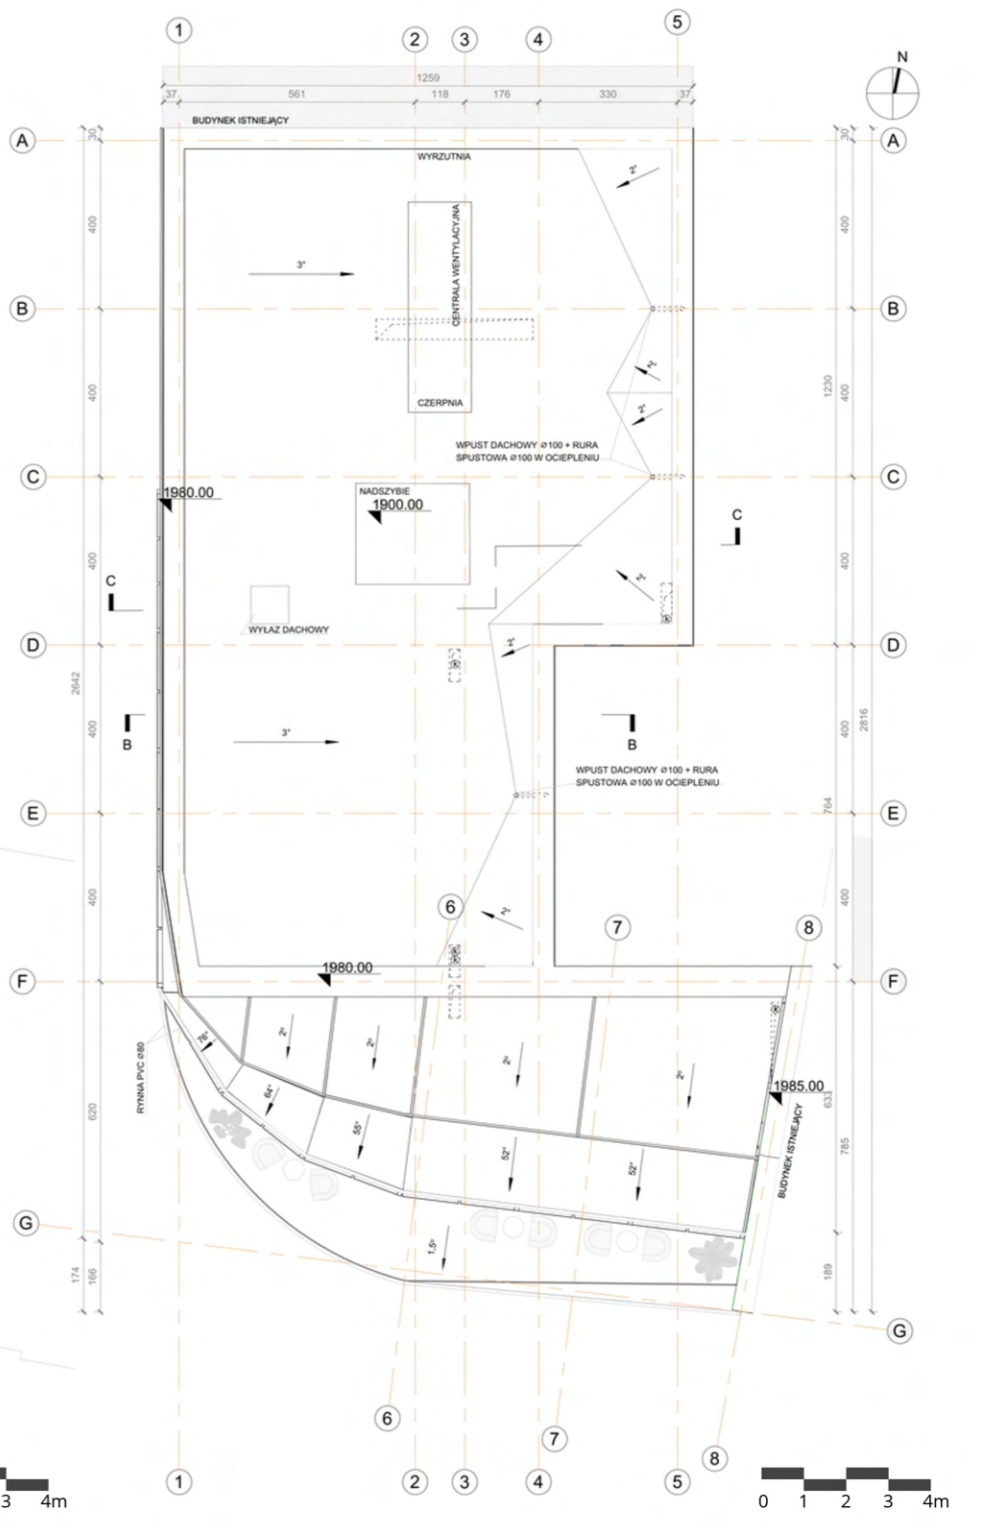 1
2
3
4
5
N
1259
37
561
118
176
330
37
BUDYNEK ISTNIEJĄCY
A
30
30
A
WYRZUTNIA
2°
400
CENTRALA WENTYLACYJNA
400
3°
B
B
2°
400
1230
400
CZERPNIA
2°
WPUST DACHOWY ⌀100 + RURA
SPUSTOWA ⌀100 W OCIEPLENIU
C
C
1980.00
NADSZYBIE
1900.00
C
400
400
C
2°
WYŁAZ DACHOWY
D
2°
D
2642
400
400
2816
B
3°
B
WPUST DACHOWY ⌀100 + RURA
SPUSTOWA ⌀100 W OCIEPLENIU
764
E
E
400
400
6
2°
7
8
F
1980.00
F
76°
2°
2°
2°
2°
RYNNA PVC ⌀80
1985.00
64°
620
633
55°
52°
52°
785
BUDYNEK ISTNIEJĄCY
G
1,5°
174
166
189
G
6
7
8
1
2
3
4
5
3 4m
0 1 2 3 4m